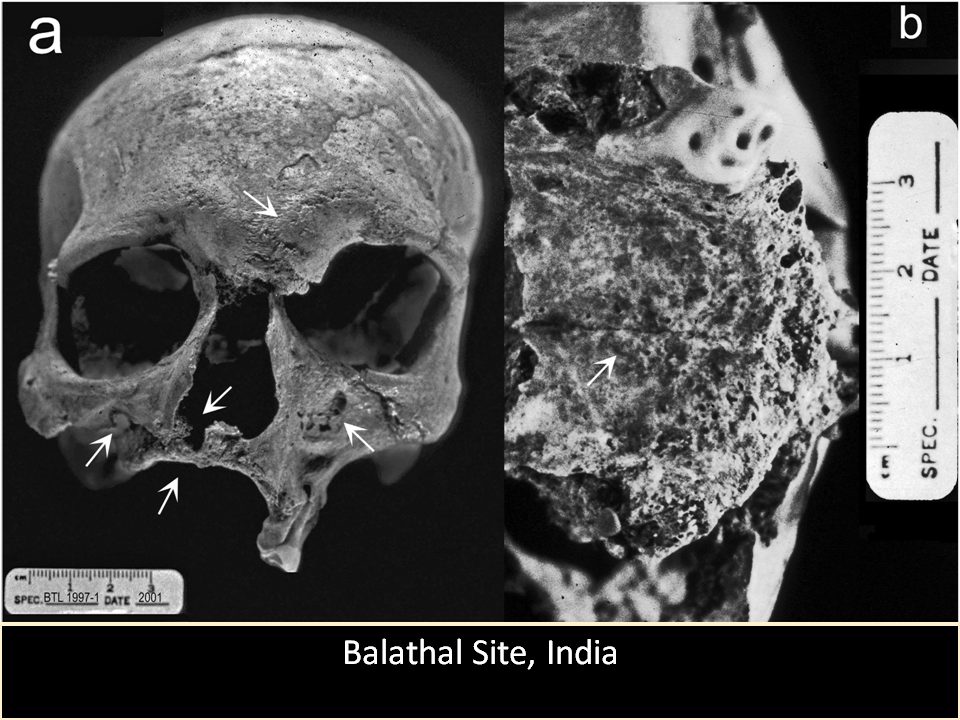 a
b
cm 1 2 3
SPEC. BTL 1997-1 DATE 2001
cm 1 2 3
SPEC. DATE
Balathal Site, India